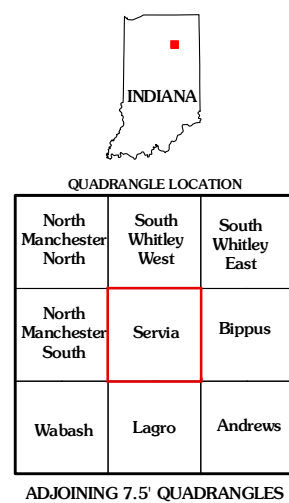 INDIANA
QUADRANGLE LOCATION
North
Manchester
North
South
Whitley
West
South
Whitley
East
North
Manchester
South
Servia
Bippus
Wabash
Lagro
Andrews
ADJOINING 7.5' QUADRANGLES